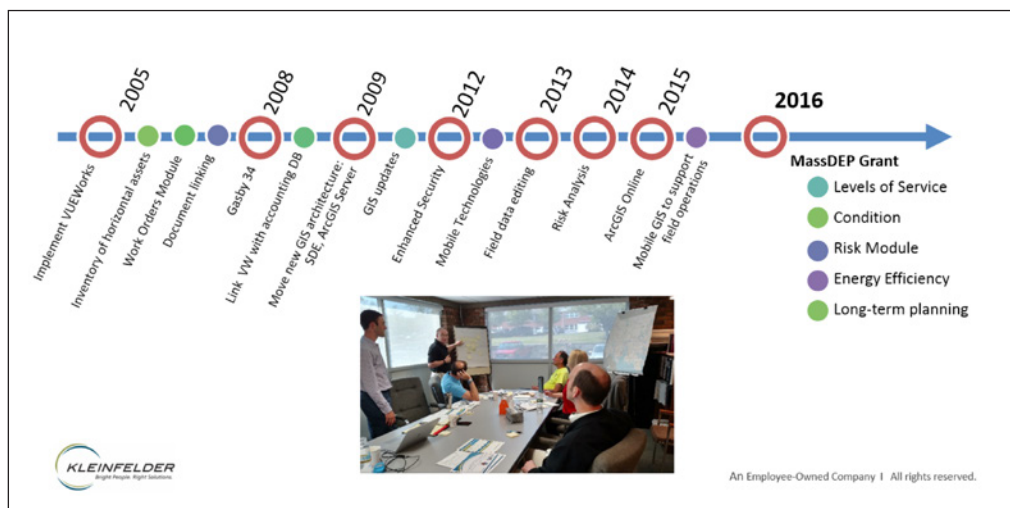 2005
2008
2009
2012
2013
2014
2015
2016
Implement VUEWorks
Inventory of horizontal assets
Work Orders Module
Document linking
Gasby 34
Link VW with accounting DB
Move new GIS architecture:
SDE, ArcGIS Server
GIS updates
Enhanced Security
Mobile Technologies
Field data editing
Risk Analysis
ArcGIS Online
Mobile GIS to support
field operations
MassDEP Grant
Levels of Service
Condition
Risk Module
Energy Efficiency
Long-term planning
KLEINFELDER
Bright People. Right Solutions.
An Employee-Owned Company I All rights reserved.